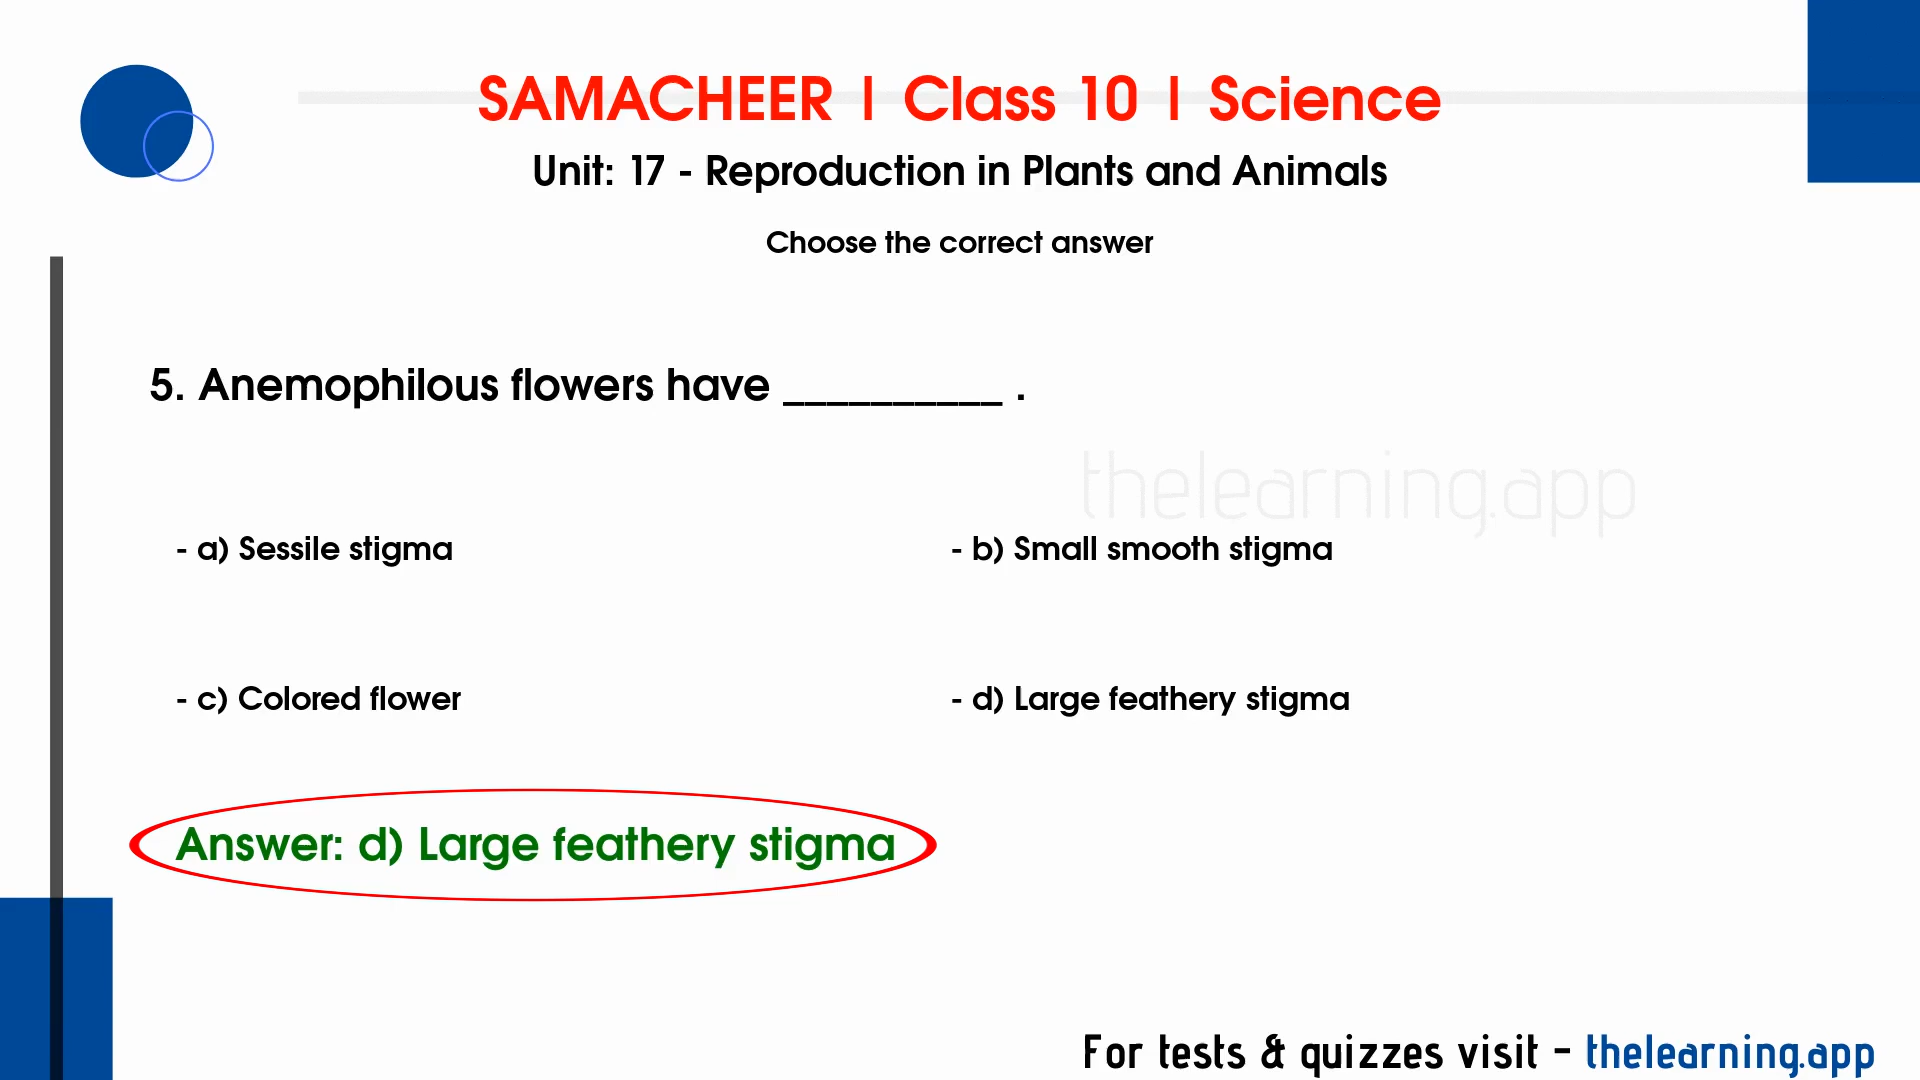 SAMACHEER | Class 10 | Science
Unit: 17 - Reproduction in Plants and Animals
Choose the correct answer
5. Anemophilous flowers have __________ .
thelearning.app
- a) Sessile stigma
- b) Small smooth stigma
- c) Colored flower
- d) Large feathery stigma
Answer: d) Large feathery stigma
For tests & quizzes visit - thelearning.app